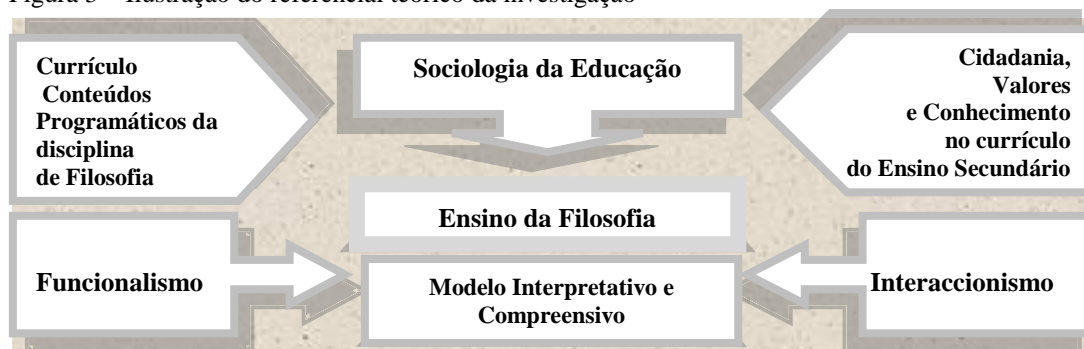 Figura 3 – Ilustração do referencial teórico da investigação
Currículo
Conteúdos
Programáticos da
disciplina
de Filosofia
Sociologia da Educação
Cidadania,
Valores
e Conhecimento
no currículo
do Ensino Secundário
Ensino da Filosofia
Funcionalismo
Modelo Interpretativo e
Compreensivo
Interaccionismo